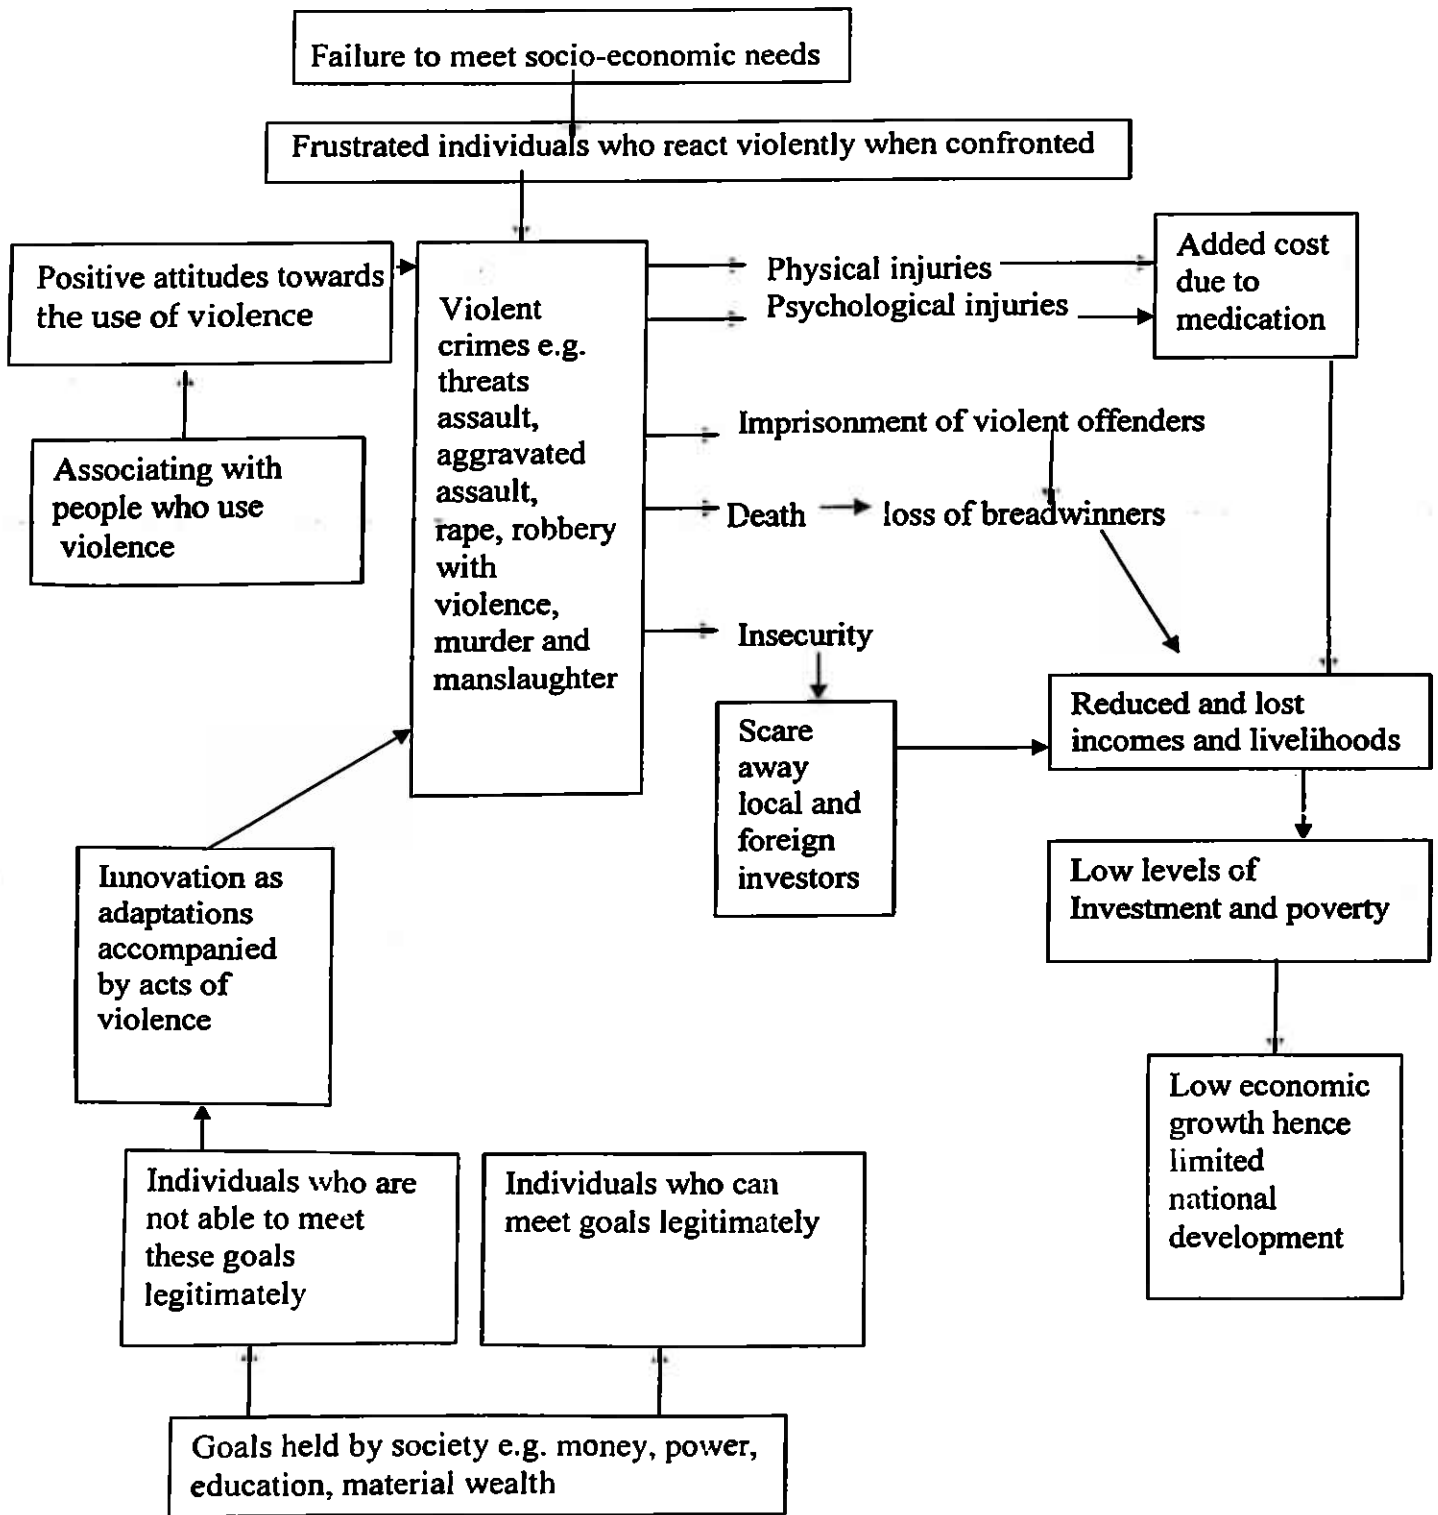 Failure to meet socio-economic needs
Frustrated individuals who react violently when confronted
Positive attitudes towards
the use of violence
Associating with
people who use
violence
Violent
crimes e.g.
threats
assault,
aggravated
assault,
rape, robbery
with
violence,
murder and
manslaughter
Physical injuries
Psychological injuries
Added cost
due to
medication
Imprisonment of violent offenders
Death
loss of breadwinners
Insecurity
Scare
away
local and
foreign
investors
Reduced and lost
incomes and livelihoods
Low levels of
Investment and poverty
Low economic
growth hence
limited
national
development
Innovation as
adaptations
accompanied
by acts of
violence
Individuals who are
not able to meet
these goals
legitimately
Individuals who can
meet goals legitimately
Goals held by society e.g. money, power,
education, material wealth